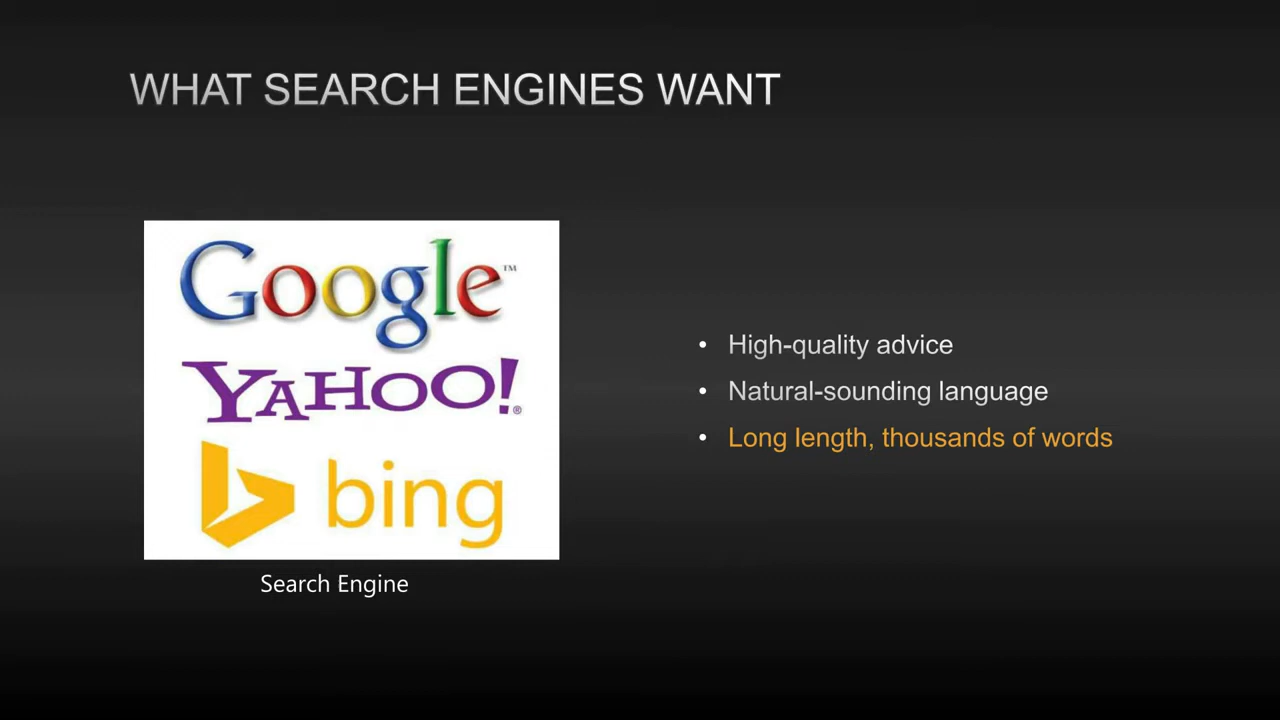 WHAT SEARCH ENGINES WANT
Google™
YAHOO!®
bing
Search Engine
• High-quality advice
• Natural-sounding language
• Long length, thousands of words